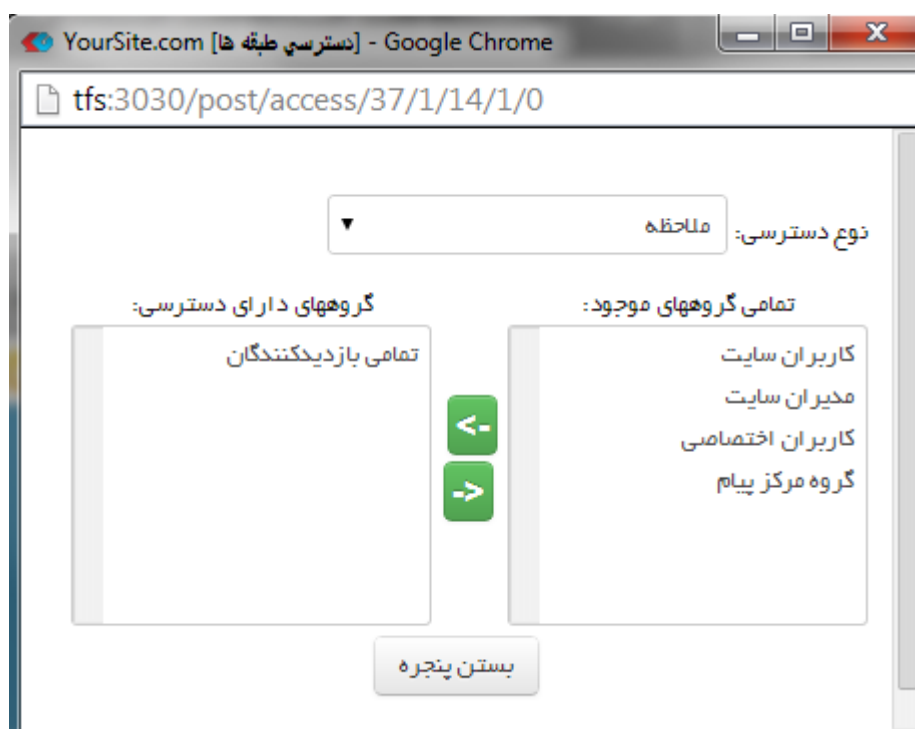 YourSite.com [دسترسي طبقه ها] - Google Chrome
tfs:3030/post/access/37/1/14/1/0
نوع دسترسی: ملاحظه ▼
تمامی گروههای موجود: گروههای دارای دسترسی:
کاربران سایت تمامی بازدیدکنندگان
مدیران سایت
<-
کاربران اختصاصی
گروه مرکز پیام
->
بستن پنجره